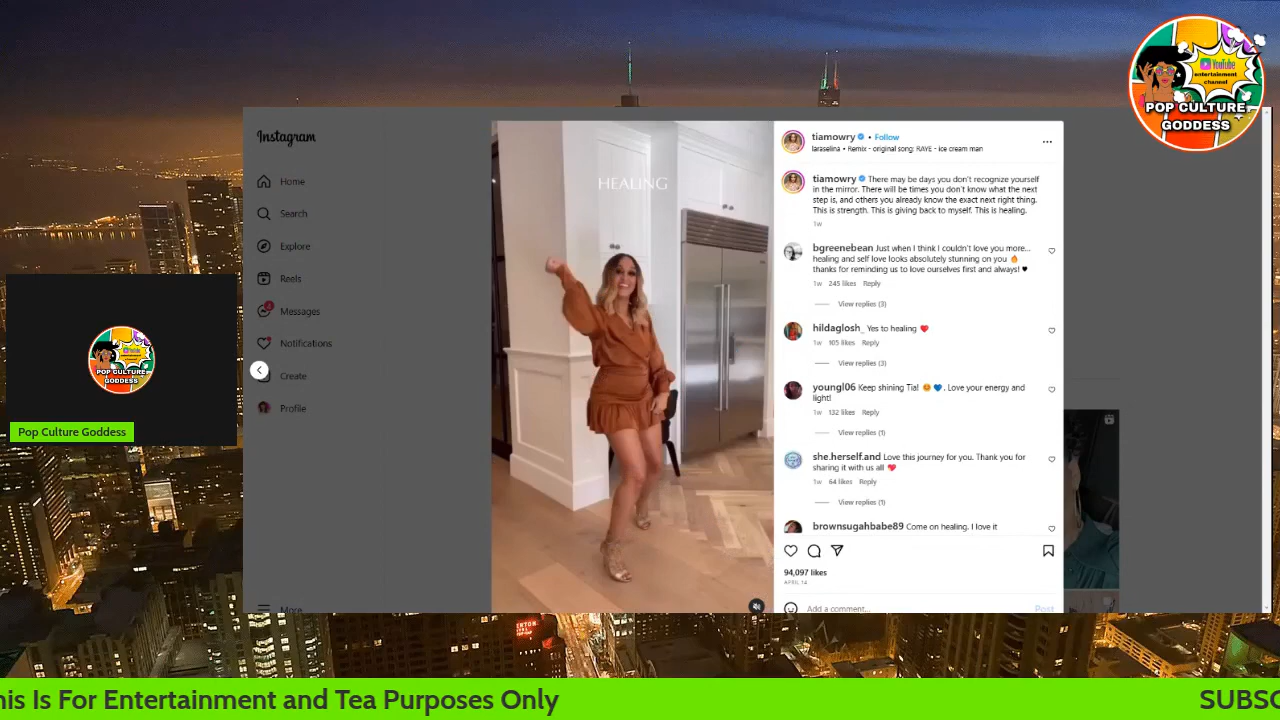 YouTube
entertainment
channel
POP CULTURE
GODDESS
Instagram
Home
Search
Explore
Reels
4
Messages
Notifications
Create
Profile
More
POP CULTURE
GODDESS
Pop Culture Goddess
HEALING
tiamowry • Follow
laraselina • Remix - original song: RAYE - ice cream man
tiamowry There may be days you don't recognize yourself
in the mirror. There will be times you don't know what the next
step is, and others you already know the exact next right thing.
This is strength. This is giving back to myself. This is healing.
1w
bgreenebean Just when I think I couldn't love you more...
healing and self love looks absolutely stunning on you 🔥
thanks for reminding us to love ourselves first and always! ♥
1w 245 likes Reply
View replies (3)
hildaglosh_ Yes to healing ❤️
1w 105 likes Reply
View replies (3)
youngl06 Keep shining Tia! 😊💙. Love your energy and
light!
1w 132 likes Reply
View replies (1)
she.herself.and Love this journey for you. Thank you for
sharing it with us all 💖
1w 64 likes Reply
View replies (1)
brownsugahbabe89 Come on healing. I love it
94,097 likes
APRIL 14
Add a comment...
Post
his Is For Entertainment and Tea Purposes Only
SUBSC